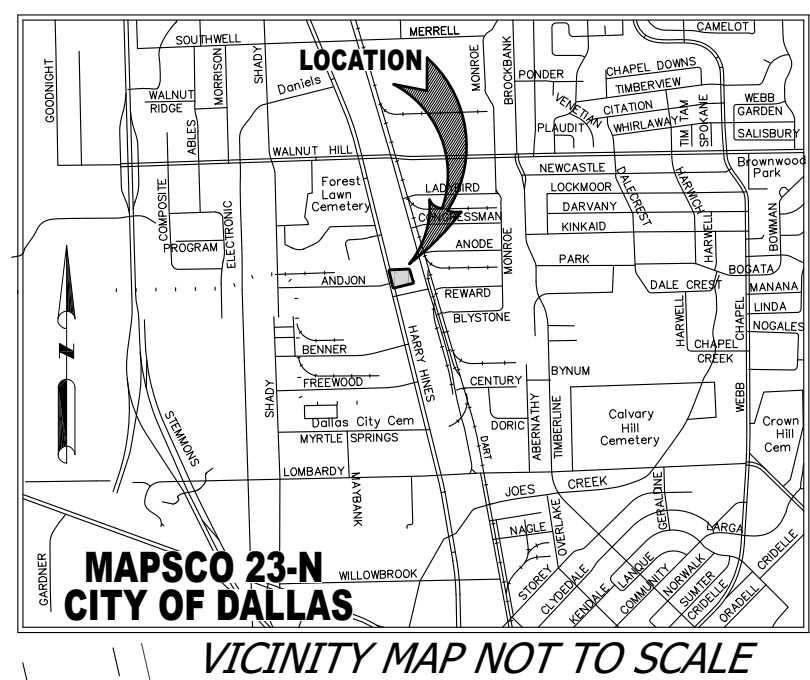 CAMELOT
MERRELL
SOUTHWELL
LOCATION
GOODNIGHT
MORRISON
SHADY
Daniels
MONROE
BROCKBANK
PONDER
CHAPEL DOWNS
TIMBERVIEW
WALNUT
RIDGE
VENETIAN
CITATION
WEBB
GARDEN
ABLES
PLAUDIT
WHIRLAWAY
TIM TAM
SPOKANE
SALISBURY
WALNUT HILL
NEWCASTLE
Brownwood
Park
Forest
Lawn
Cemetery
LADYBIRD
LOCKMOOR
DALECREST
HARWICH
COMPOSITE
ELECTRONIC
CONGRESSMAN
DARVANY
BOWMAN
PROGRAM
ANODE
MONROE
KINKAID
HARWELL
PARK
BOGATA
ANDJON
REWARD
DALE CREST
MANANA
BLYSTONE
HARWELL
CHAPEL
LINDA
NOGALES
BENNER
HARRY HINES
CHAPEL
CREEK
FREEWOOD
CENTURY
BYNUM
SHADY
WEBB
Dallas City Cem
DORIC
ABERNATHY
TIMBERLINE
Calvary
Hill
Cemetery
Crown
Hill
Cem
STEMMONS
MYRTLE SPRINGS
DART
LOMBARDY
MAYBANK
JOES CREEK
GERALDINE
NAGLE
OVERLAKE
LARGA
GARDNER
MAPSCO 23-N
CITY OF DALLAS
WILLOWBROOK
STOREY
CLYDEDALE
KENDALE
LANQUE
COMMUNITY
NORWALK
SUMTER
CRIDELLE
ORADELL
CRIDELLE
N
VICINITY MAP NOT TO SCALE